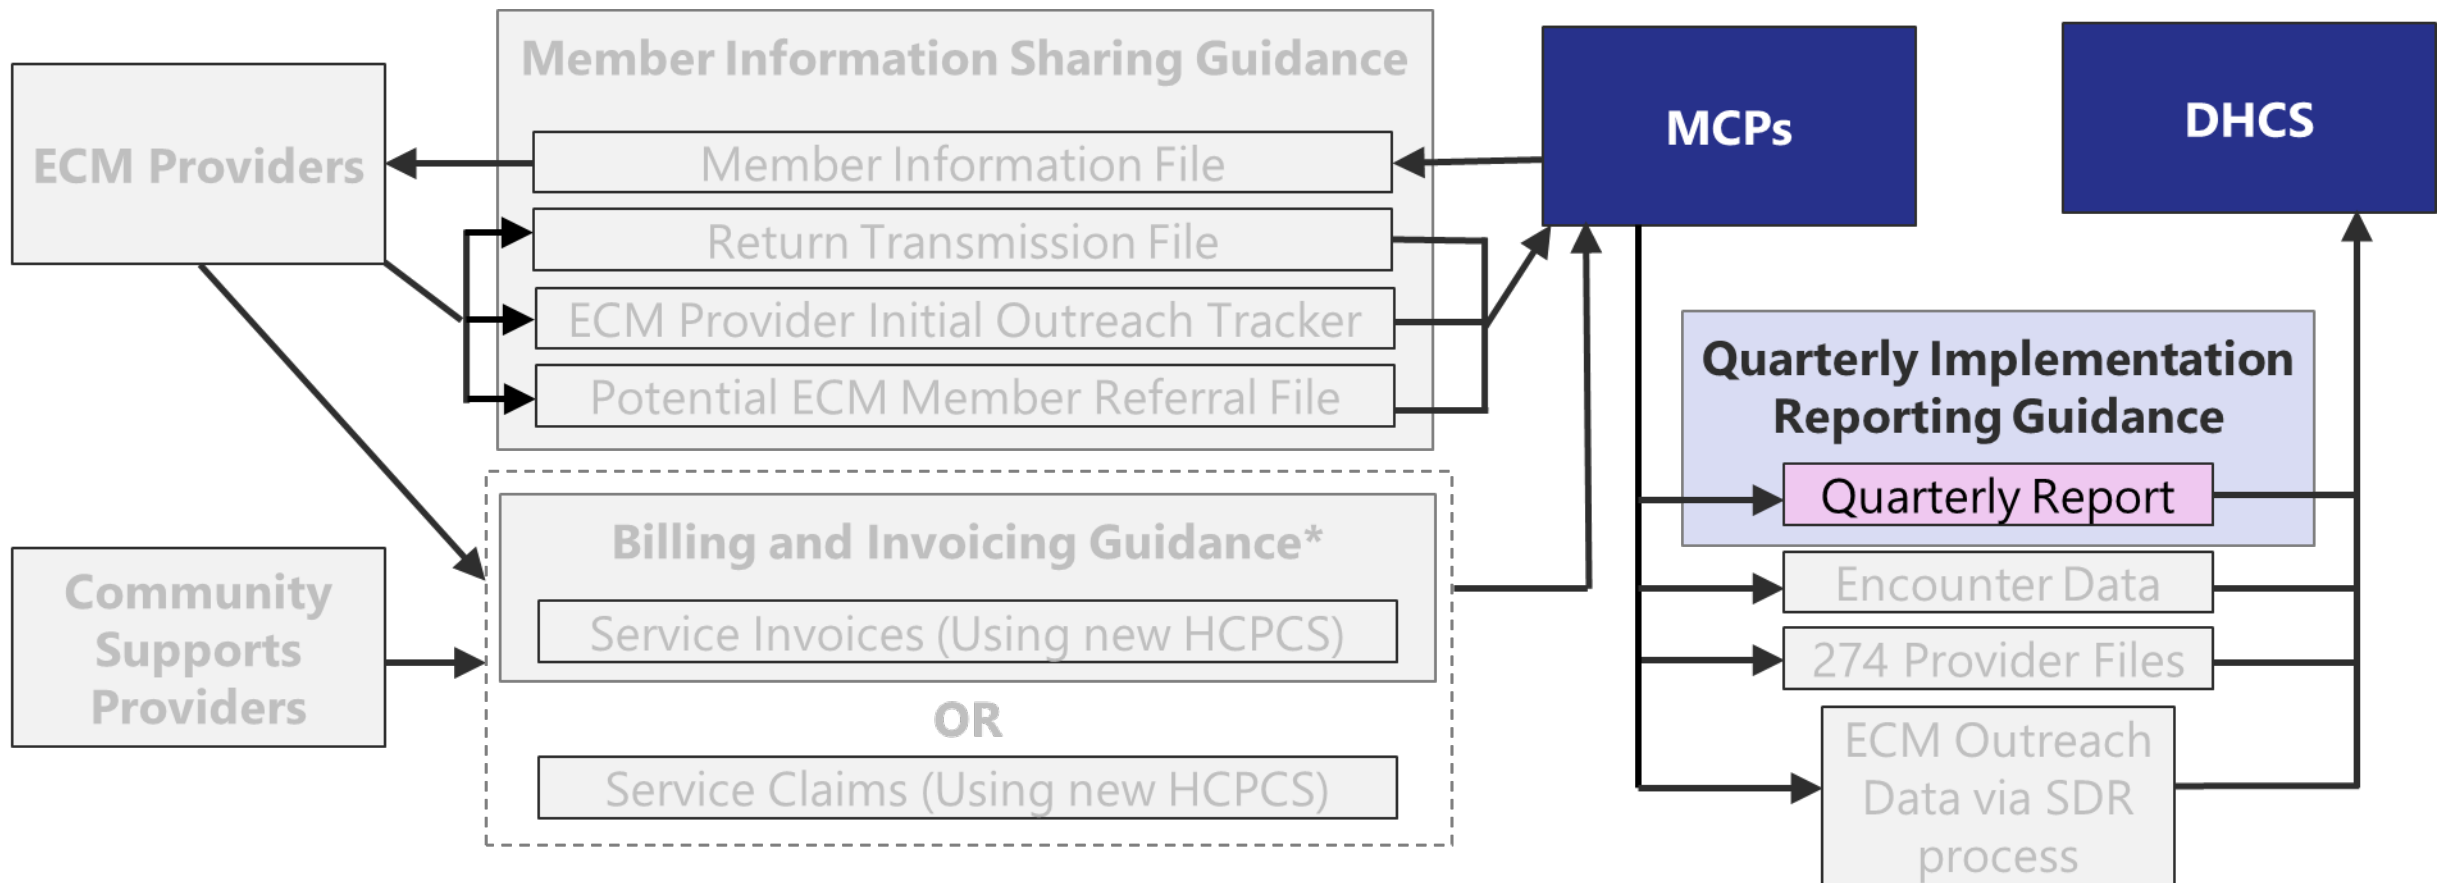 ECM Providers
Member Information Sharing Guidance
Member Information File
Return Transmission File
ECM Provider Initial Outreach Tracker
Potential ECM Member Referral File
MCPs
DHCS
Quarterly Implementation
Reporting Guidance
Quarterly Report
Encounter Data
274 Provider Files
ECM Outreach
Data via SDR
process
Community
Supports
Providers
Billing and Invoicing Guidance*
Service Invoices (Using new HCPCS)
OR
Service Claims (Using new HCPCS)